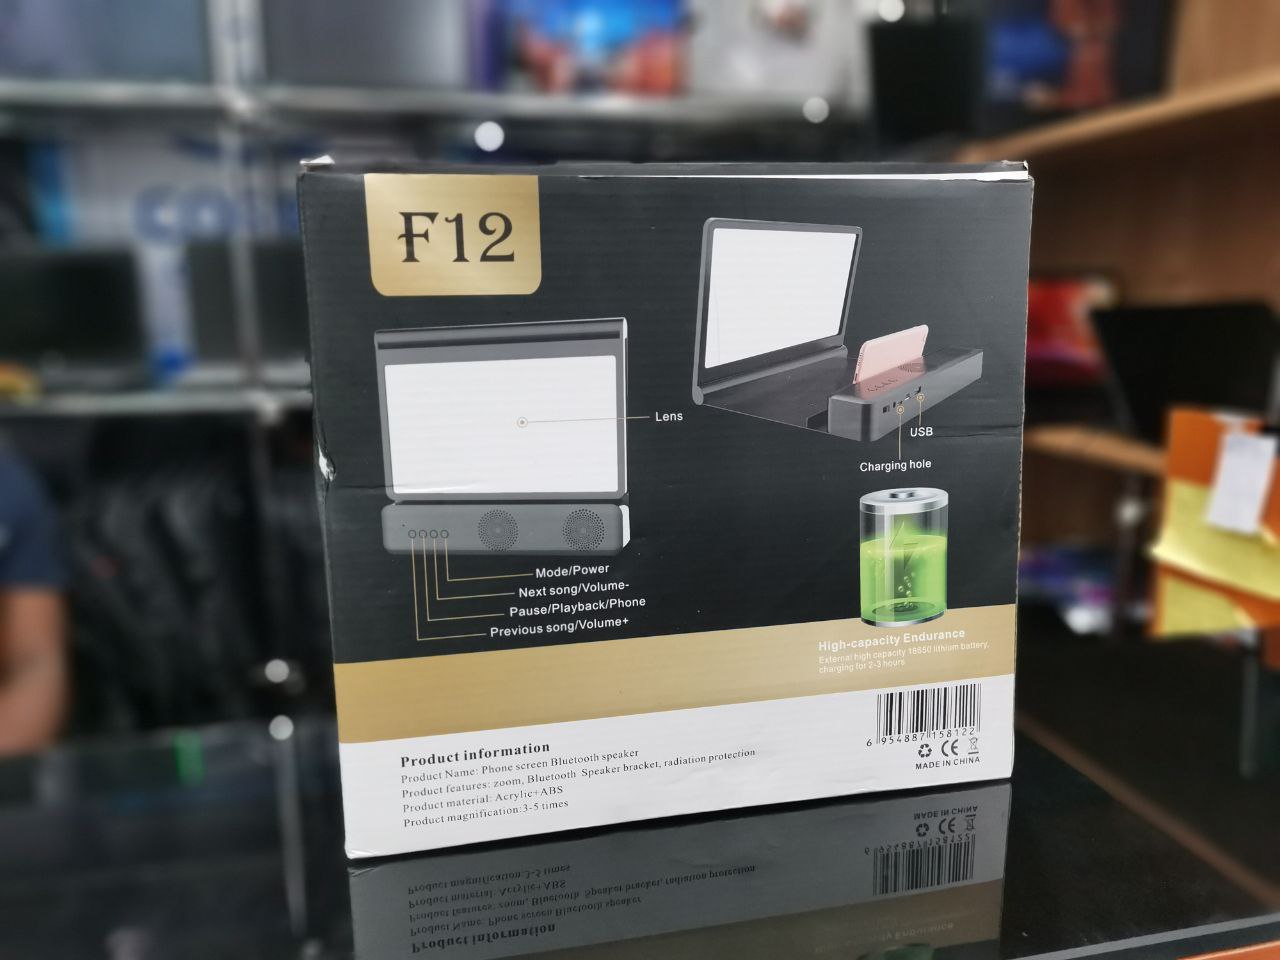 F12
Lens
USB
Charging hole
Mode/Power
Next song/Volume-
Pause/Playback/Phone
Previous song/Volume+
High-capacity Endurance
External high capacity 18650 lithium battery,
charging for 2-3 hours
Product information
Product Name: Phone screen Bluetooth speaker
Product features: zoom, Bluetooth Speaker bracket, radiation protection
Product material: Acrylic+ABS
Product magnification:3-5 times
6 954887 158122
CE
MADE IN CHINA